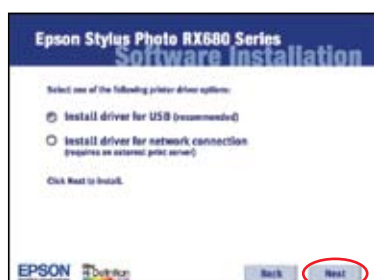 Epson Stylus Photo RX680 Series
Software Installation
Select one of the following printer driver options:
Install driver for USB (recommended)
Install driver for network connection
(requires an external print server)
Click Next to install.
EPSON
Definition
Back Next